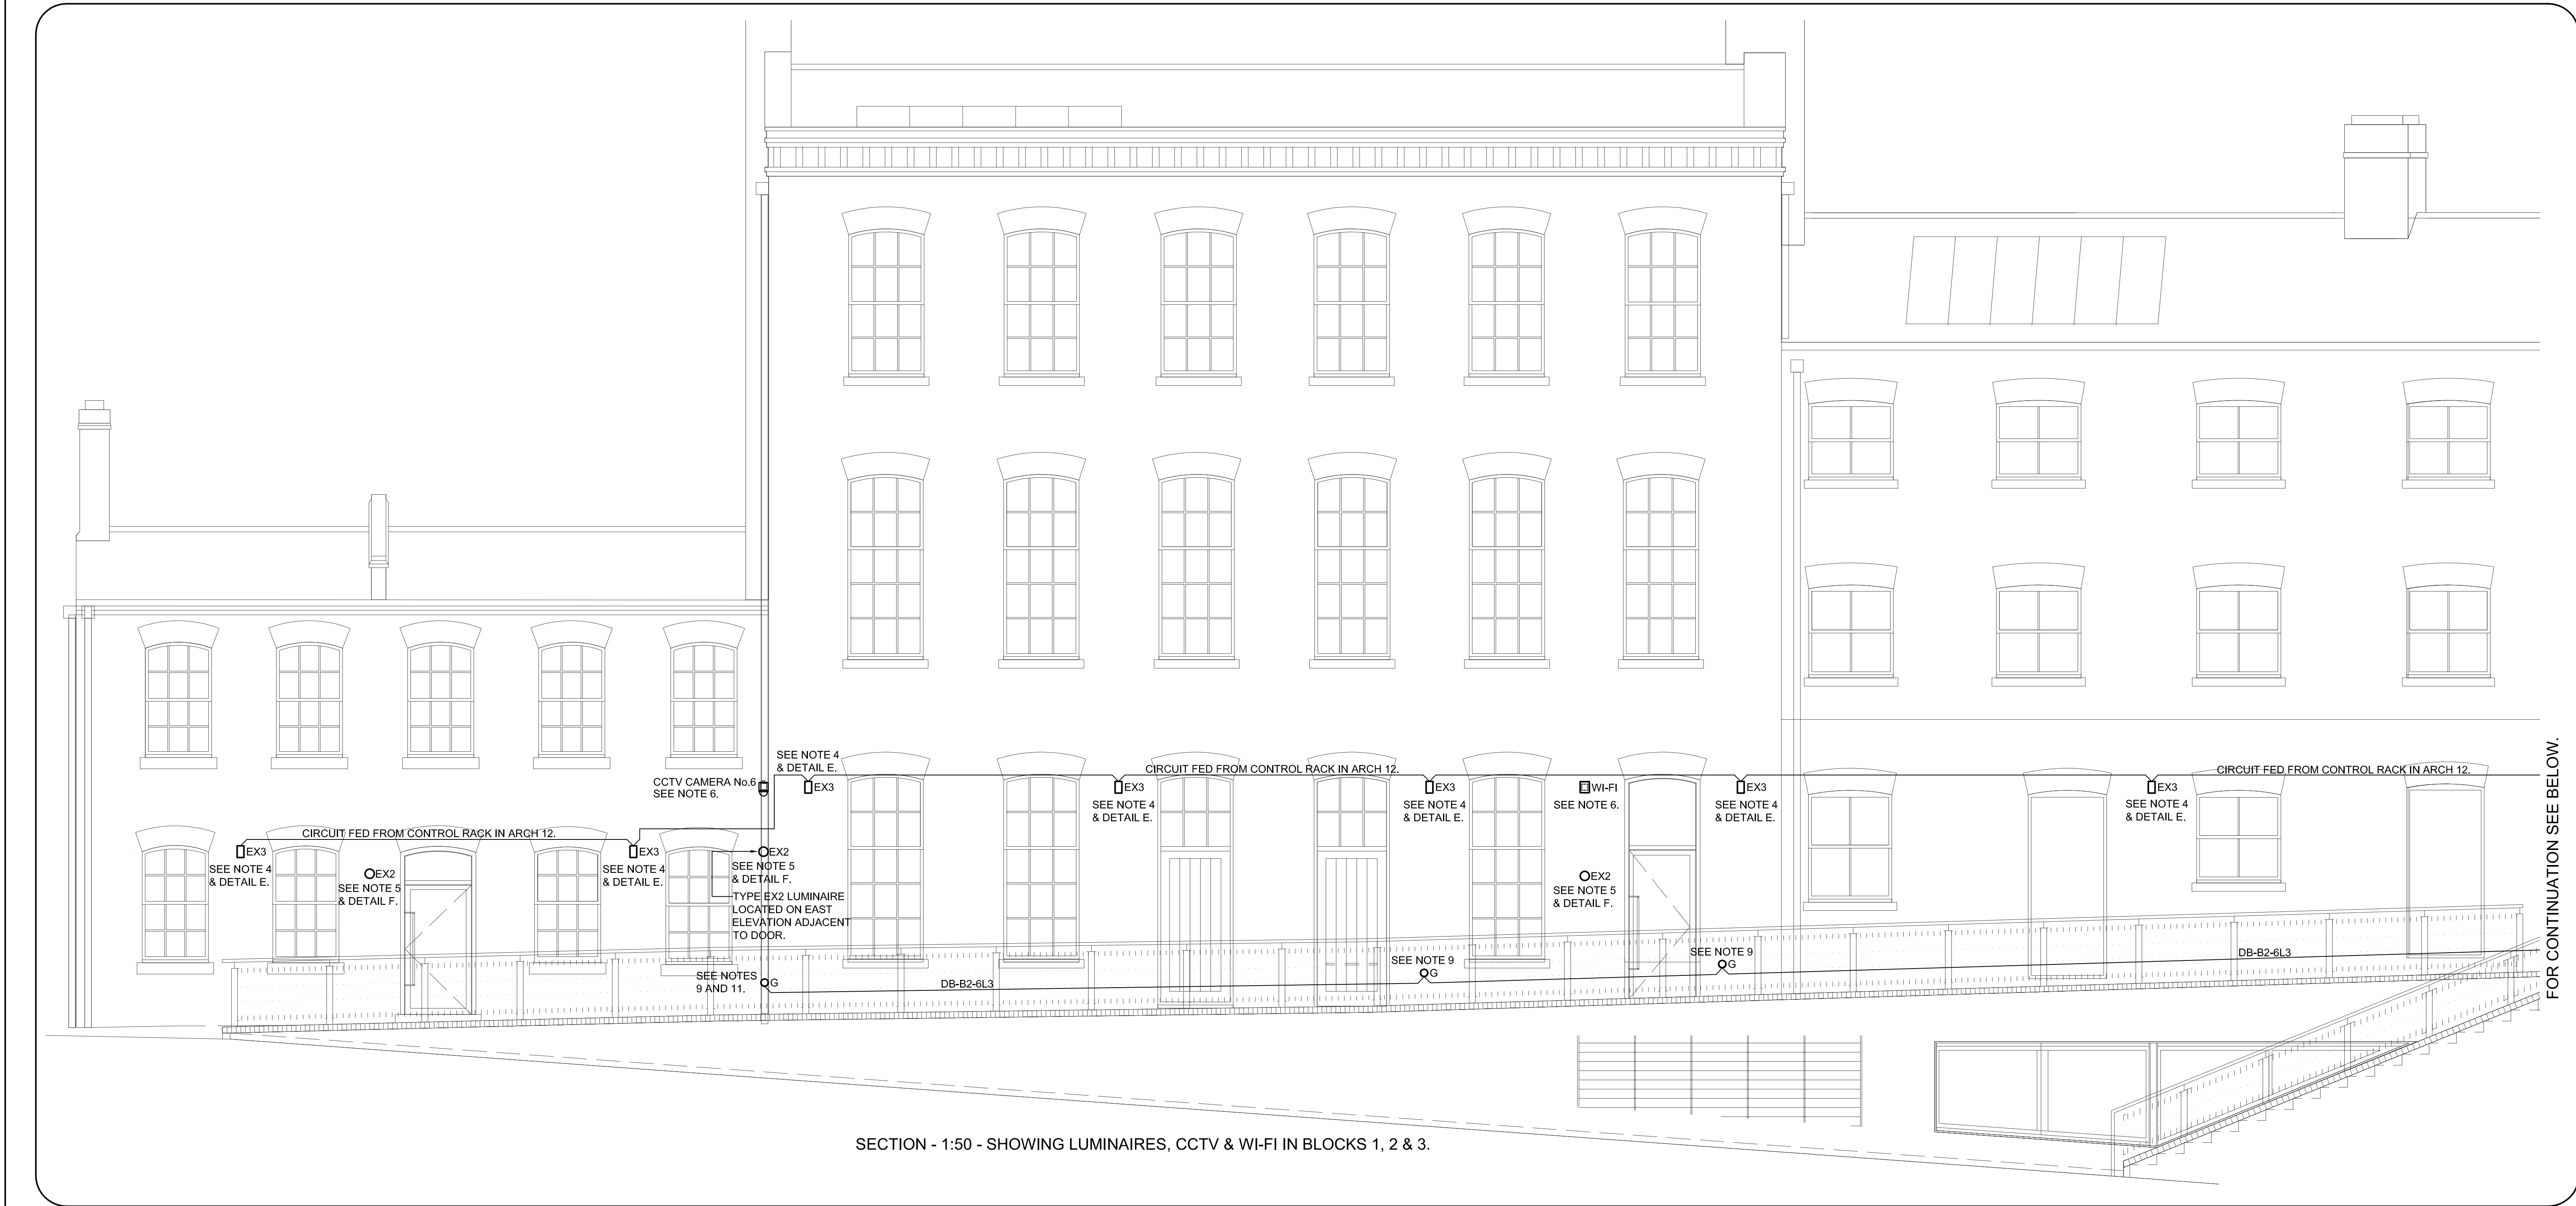 SEE NOTE 4
& DETAIL E.
EX3
CCTV CAMERA No.6
SEE NOTE 6.
CIRCUIT FED FROM CONTROL RACK IN ARCH 12.
EX3
SEE NOTE 4
& DETAIL E.
EX3
SEE NOTE 4
& DETAIL E.
WI-FI
SEE NOTE 6.
EX3
SEE NOTE 4
& DETAIL E.
CIRCUIT FED FROM CONTROL RACK IN ARCH 12.
EX3
SEE NOTE 4
& DETAIL E.
CIRCUIT FED FROM CONTROL RACK IN ARCH 12.
EX3
SEE NOTE 4
& DETAIL E.
EX2
SEE NOTE 5
& DETAIL F.
EX3
SEE NOTE 4
& DETAIL E.
EX2
SEE NOTE 5
& DETAIL F.
TYPE EX2 LUMINAIRE
LOCATED ON EAST
ELEVATION ADJACENT
TO DOOR.
EX2
SEE NOTE 5
& DETAIL F.
SEE NOTES
9 AND 11.
G
DB-B2-6L3
SEE NOTE 9
G
SEE NOTE 9
G
DB-B2-6L3
FOR CONTINUATION SEE BELOW.
SECTION - 1:50 - SHOWING LUMINAIRES, CCTV & WI-FI IN BLOCKS 1, 2 & 3.